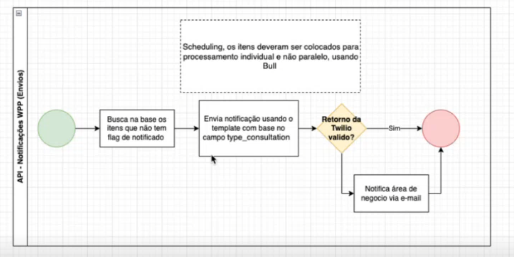 API - Notificações WPP (Envios)
Scheduling, os itens deveram ser colocados para
processamento individual e não paralelo, usando
Bull
Busca na base os
itens que não tem
flag de notificado
Envia notificação usando o
template com base no
campo type_consultation
Retorno da
Twilio
valido?
Sim
Notifica área de
negocio via e-mail